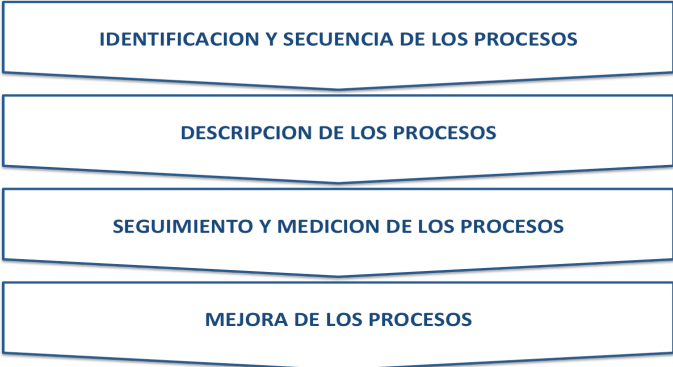 IDENTIFICACION Y SECUENCIA DE LOS PROCESOS
DESCRIPCION DE LOS PROCESOS
SEGUIMIENTO Y MEDICION DE LOS PROCESOS
MEJORA DE LOS PROCESOS